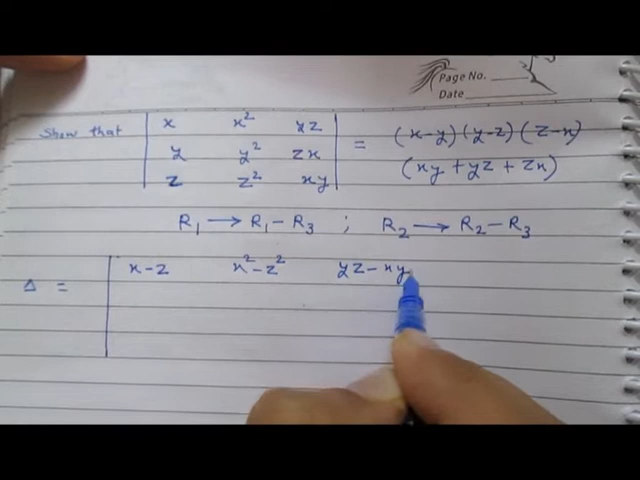 Page No.
Date
Show that | x x² yz | = (x-y)(y-z)(z-x)
| y y² zx | (xy + yz + zx)
| z z² xy |
R₁ → R₁ - R₃ ; R₂ → R₂ - R₃
Δ = | x-z x²-z² yz-xy